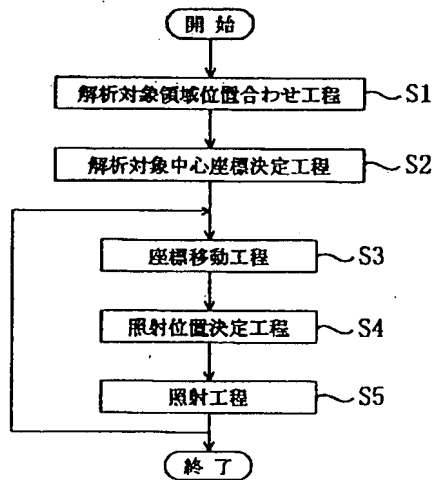 開始
解析対象領域位置合わせ工程 S1
解析対象中心座標決定工程 S2
座標移動工程 S3
照射位置決定工程 S4
照射工程 S5
終了